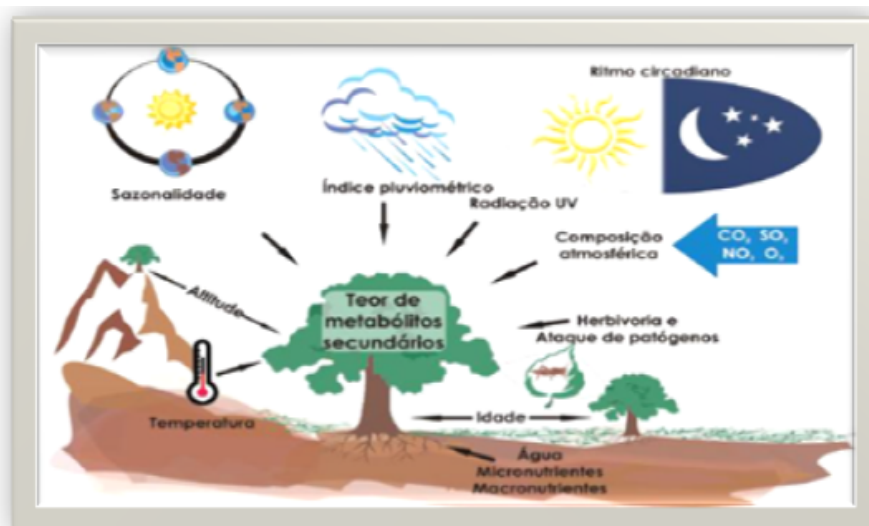 Ritmo circadiano
Sazonalidade
Índice pluviométrico
Radiação UV
Composição
atmosférica
CO₂ SO₂
NO₂ O₃
Altitude
Teor de
metabólitos
secundários
Herbivoria e
Ataque de patógenos
Temperatura
Idade
Água
Micronutrientes
Macronutrientes